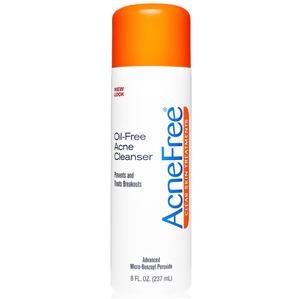 NEW
LOOK
Oil-Free
Acne
Cleanser
Prevents and
Treats Breakouts
AcneFree®
CLEAR SKIN TREATMENTS
Advanced
Micro-Benzoyl Peroxide
8 FL. OZ. (237 mL)